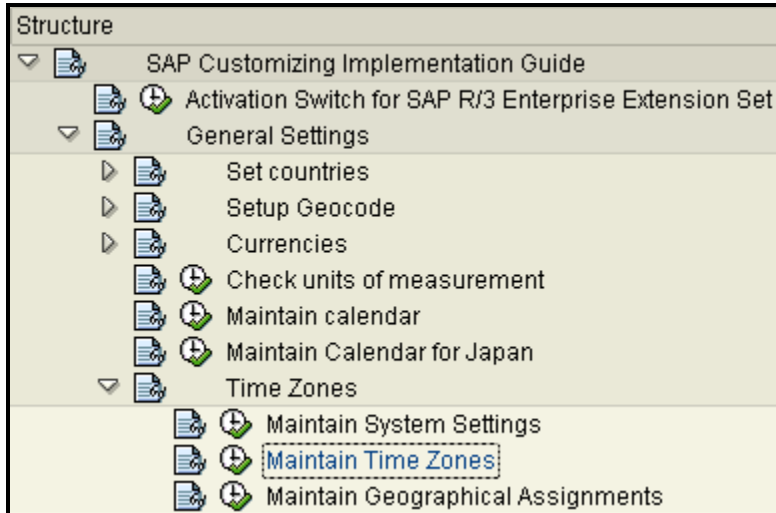 Structure
SAP Customizing Implementation Guide
Activation Switch for SAP R/3 Enterprise Extension Set
General Settings
Set countries
Setup Geocode
Currencies
Check units of measurement
Maintain calendar
Maintain Calendar for Japan
Time Zones
Maintain System Settings
Maintain Time Zones
Maintain Geographical Assignments